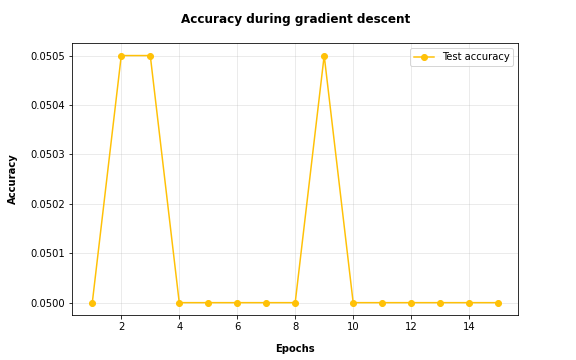 Accuracy during gradient descent
Test accuracy
Accuracy
0.0505
0.0504
0.0503
0.0502
0.0501
0.0500
2 4 6 8 10 12 14
Epochs